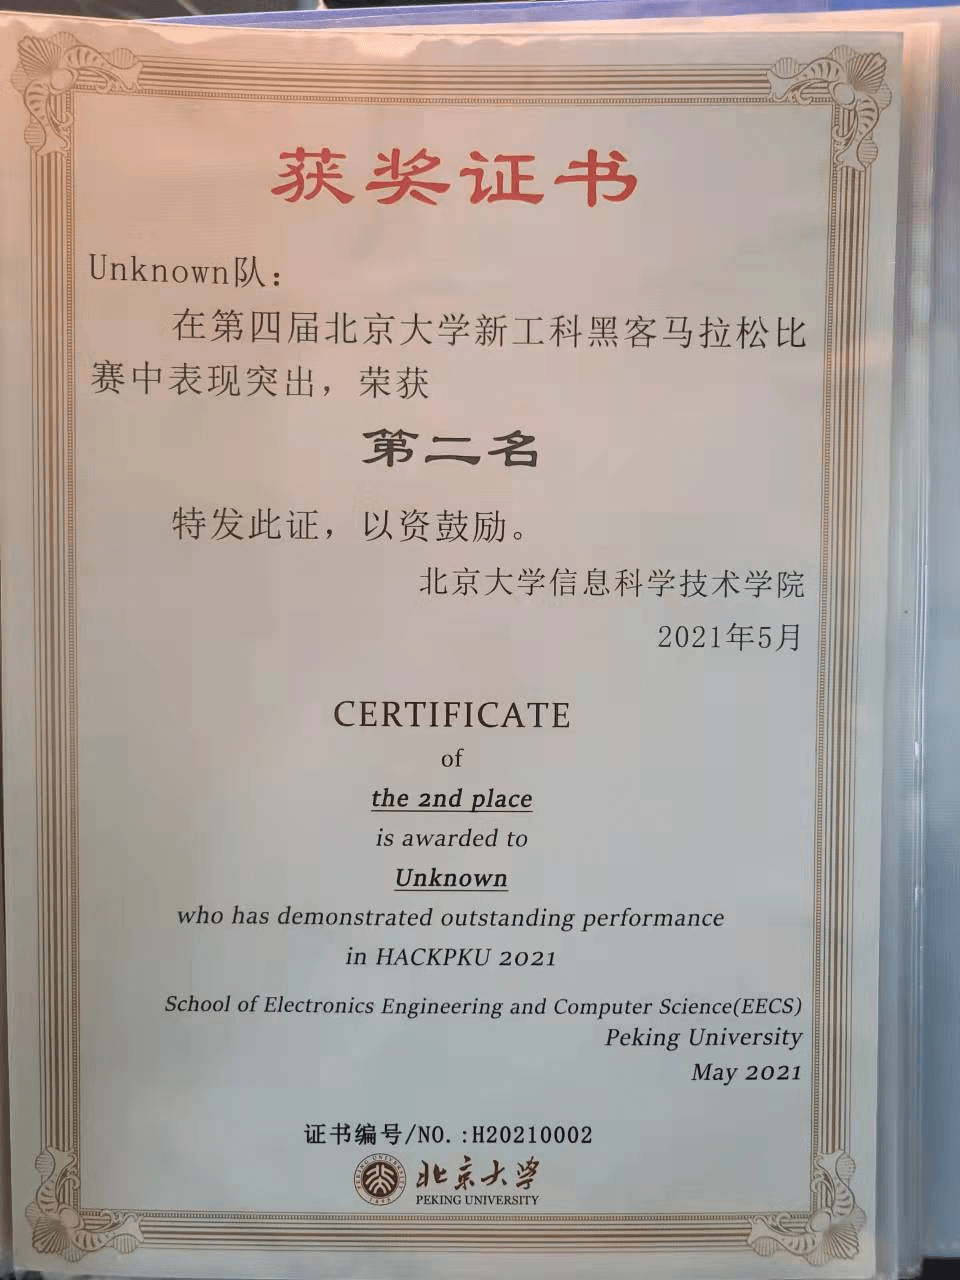 获奖证书
Unknown队：
在第四届北京大学新工科黑客马拉松比
赛中表现突出，荣获
第二名
特发此证，以资鼓励。
北京大学信息科学技术学院
2021年5月
CERTIFICATE
of
the 2nd place
is awarded to
Unknown
who has demonstrated outstanding performance
in HACKPKU 2021
School of Electronics Engineering and Computer Science(EECS)
Peking University
May 2021
证书编号/NO.:H20210002
北京大学
PEKING UNIVERSITY
PEKING UNIVERSITY
1898